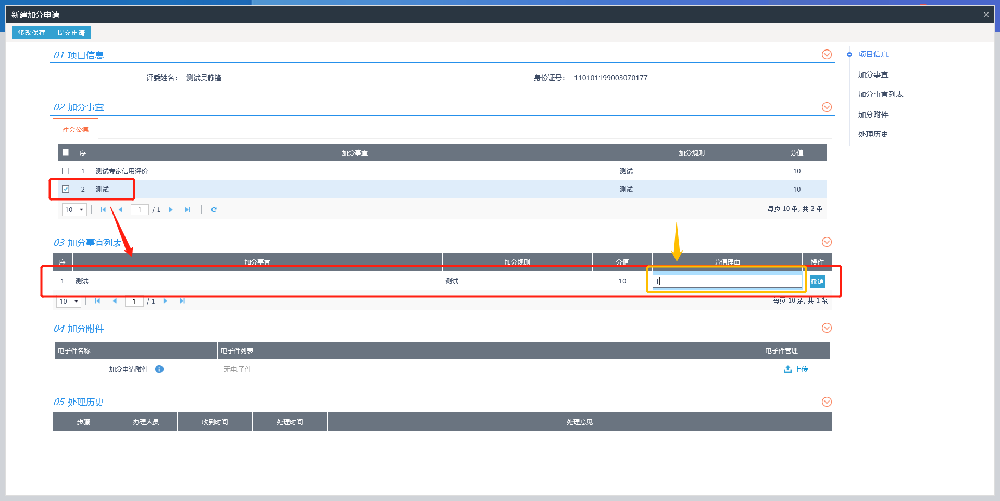 新建加分申请
修改保存 提交申请
01 项目信息
评委姓名： 测试吴静锋 身份证号： 110101199003070177
02 加分事宜
社会公德
序 加分事宜 加分规则 分值
1 测试专家信用评价 测试 10
2 测试 测试 10
10 1 / 1 每页 10 条, 共 2 条
03 加分事宜列表
序 加分事宜 加分规则 分值 分值理由 操作
1 测试 测试 10 1 撤销
10 1 / 1 每页 10 条, 共 1 条
04 加分附件
电子件名称 电子件列表 电子件管理
加分申请附件 无电子件 上传
05 处理历史
步骤 办理人员 收到时间 处理时间 处理意见
项目信息
加分事宜
加分事宜列表
加分附件
处理历史